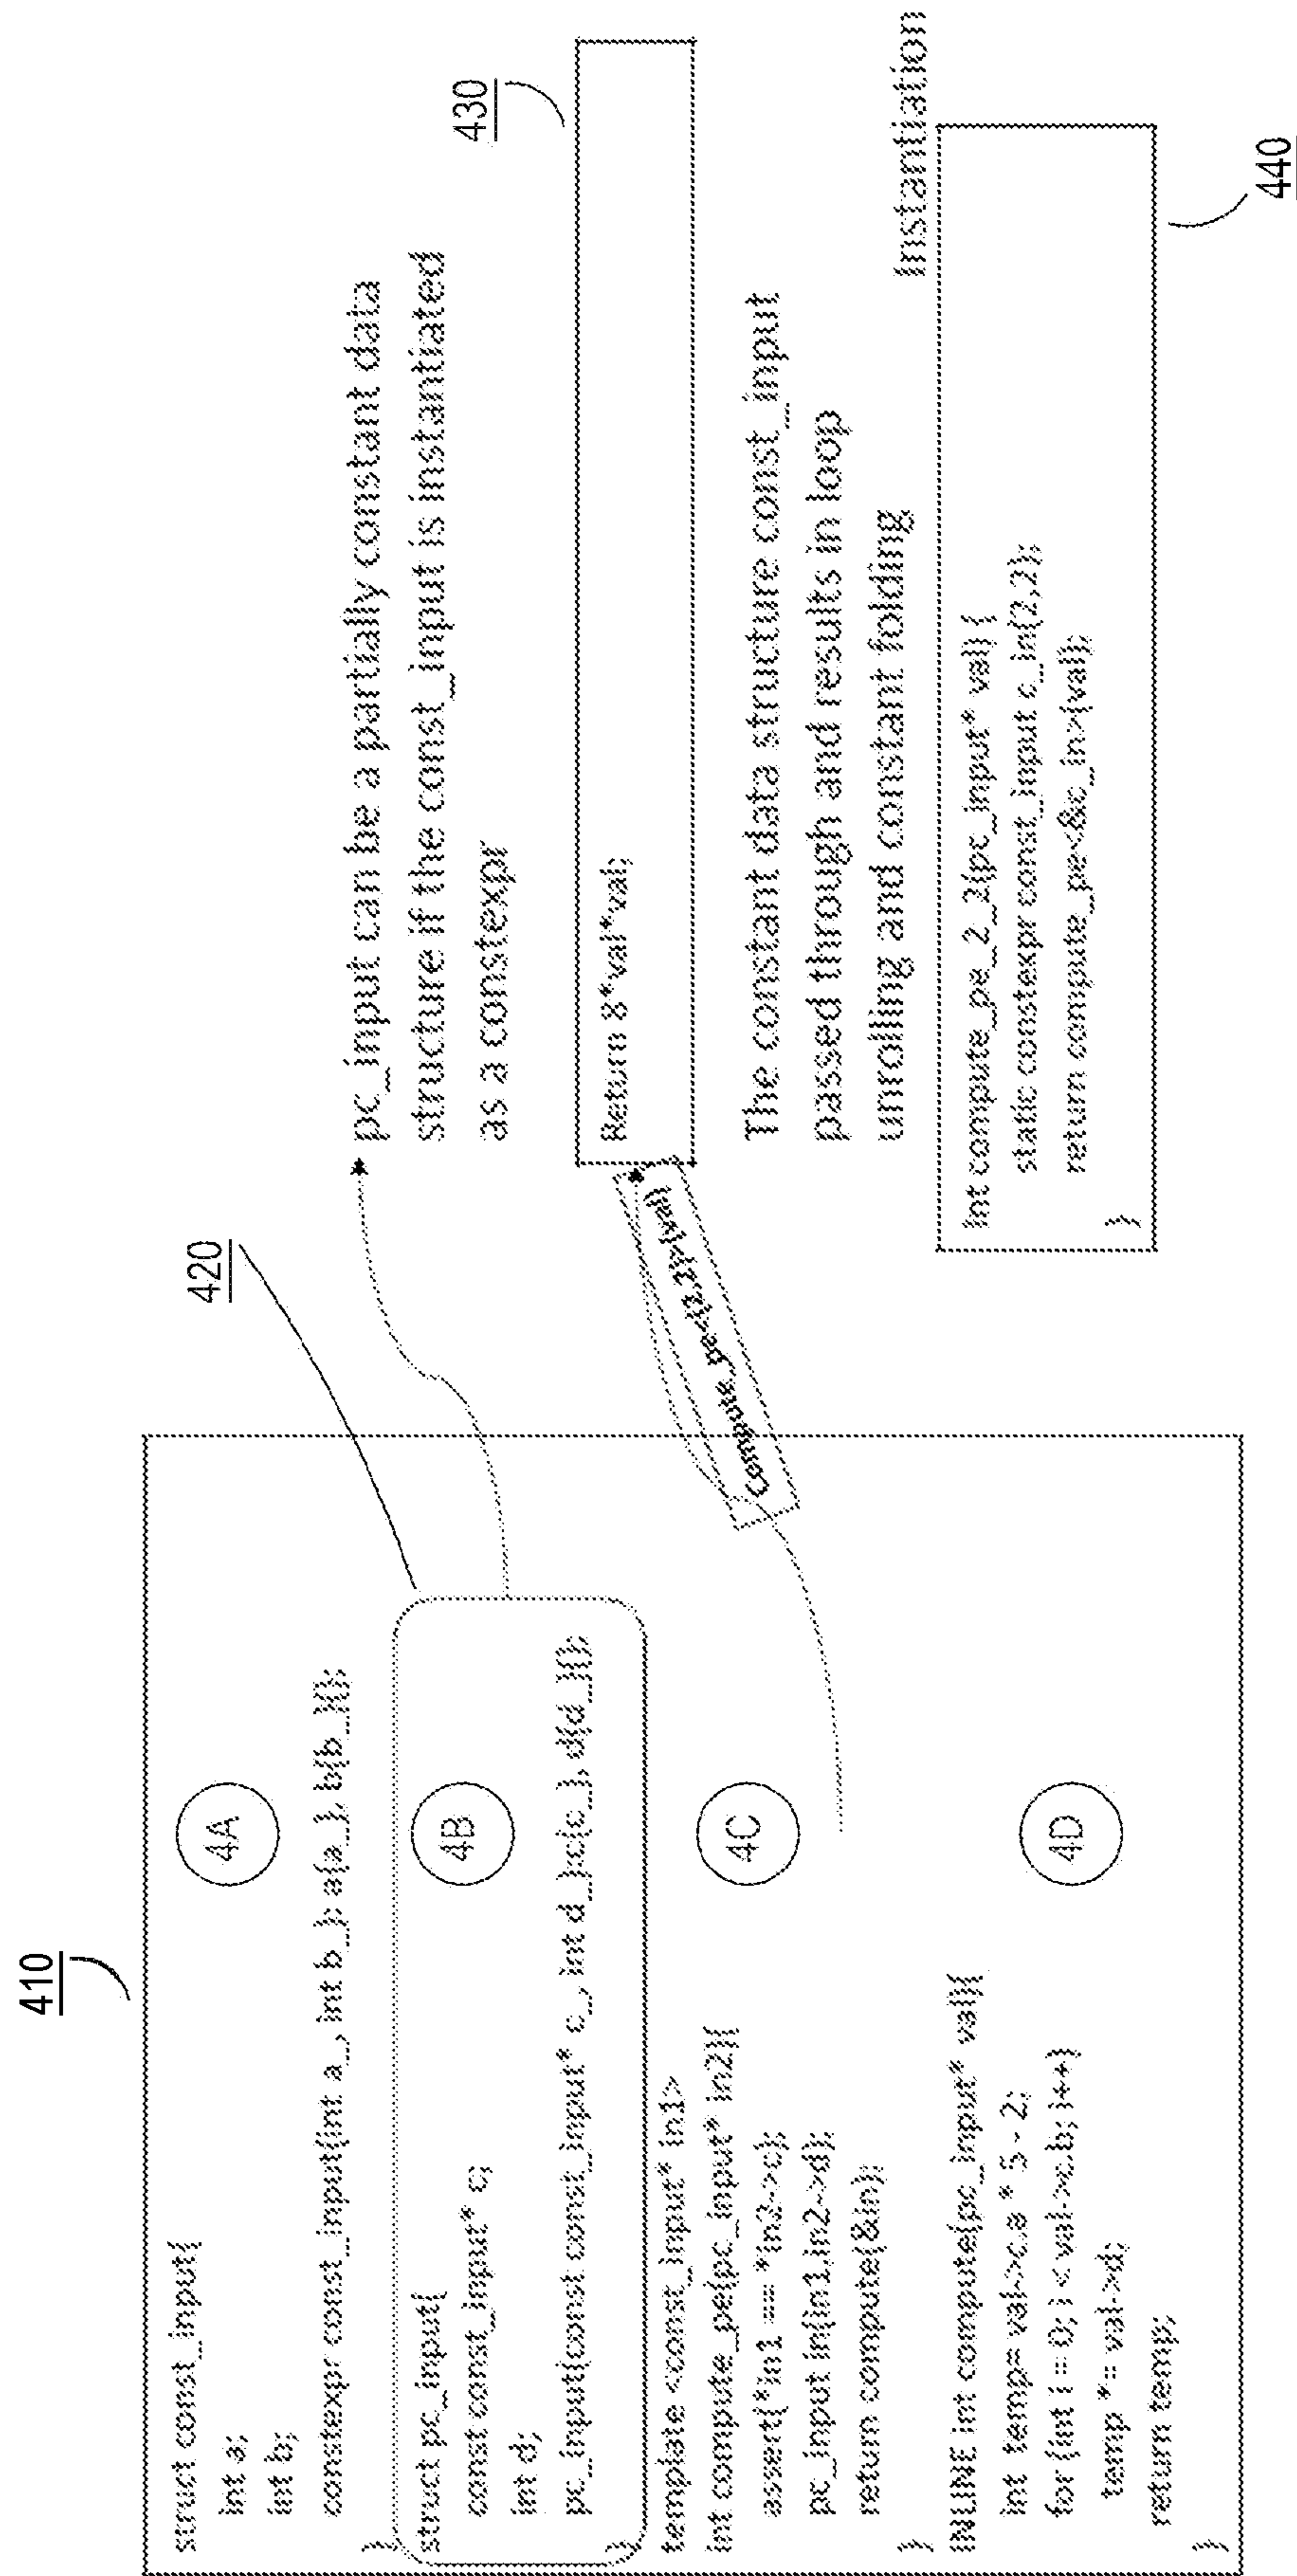 410
struct const_input{
int a;
int b;
constexpr const_input(int a_, int b_): a{a_}, b{b_}{};
}
4A
struct pc_input{
const const_input* c;
int d;
pc_input(const const_input* c_, int d_):c{c_}, d{d_}{};
}
4B
template <const_input* in1>
int compute_pe(pc_input* in2){
assert(*in1 == *in2->c);
pc_input in(in1,in2->d);
return compute(&in);
}
4C
INLINE int compute(pc_input* val){
int temp= val->c.a * 5 - 2;
for (int i = 0; i < val->c.b; i++)
temp *= val->d;
return temp;
}
4D
420
pc_input can be a partially constant data
structure if the const_input is instantiated
as a constexpr
430
Compute_pe<{2,2}>(val)
Return 8*val*val;
The constant data structure const_input
passed through and results in loop
unrolling and constant folding
Instantiation
int compute_pe_2_2(pc_input* val) {
static constexpr const_input c_in(2,2);
return compute_pe<&c_in>(val);
}
440